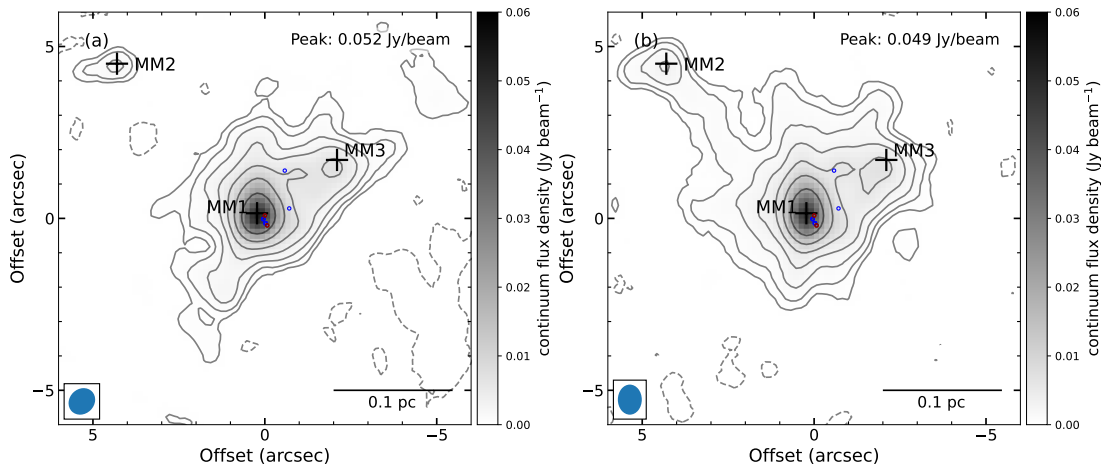 (a)
Peak: 0.052 Jy/beam
MM2
MM3
MM1
0.1 pc
5
0
−5
5
0
−5
Offset (arcsec)
Offset (arcsec)
0.06
0.05
0.04
0.03
0.02
0.01
0.00
continuum flux density (Jy beam−1)
(b)
Peak: 0.049 Jy/beam
MM2
MM3
MM1
0.1 pc
5
0
−5
5
0
−5
Offset (arcsec)
Offset (arcsec)
0.06
0.05
0.04
0.03
0.02
0.01
0.00
continuum flux density (Jy beam−1)